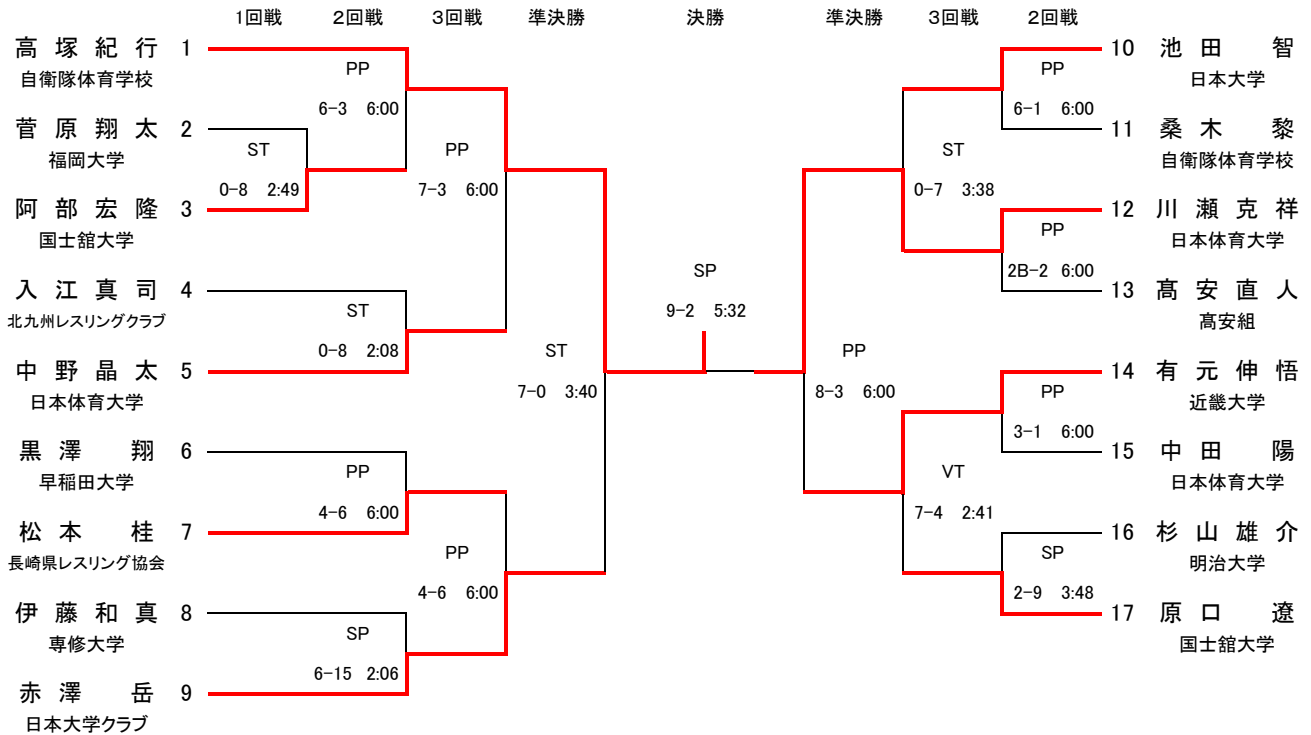 1回戦 2回戦 3回戦 準決勝 決勝 準決勝 3回戦 2回戦
高塚紀行 1
自衛隊体育学校
PP
6-3 6:00
菅原翔太 2
福岡大学
ST
0-8 2:49
阿部宏隆 3
国士舘大学
PP
7-3 6:00
入江真司 4
北九州レスリングクラブ
ST
0-8 2:08
中野晶太 5
日本体育大学
ST
7-0 3:40
黒澤翔 6
早稲田大学
PP
4-6 6:00
松本桂 7
長崎県レスリング協会
PP
4-6 6:00
伊藤和真 8
専修大学
SP
6-15 2:06
赤澤岳 9
日本大学クラブ
SP
9-2 5:32
10 池田智
日本大学
PP
6-1 6:00
11 桑木黎
自衛隊体育学校
ST
0-7 3:38
12 川瀬克祥
日本体育大学
PP
2B-2 6:00
13 髙安直人
髙安組
PP
8-3 6:00
14 有元伸悟
近畿大学
PP
3-1 6:00
15 中田陽
日本体育大学
VT
7-4 2:41
16 杉山雄介
明治大学
SP
2-9 3:48
17 原口遼
国士舘大学